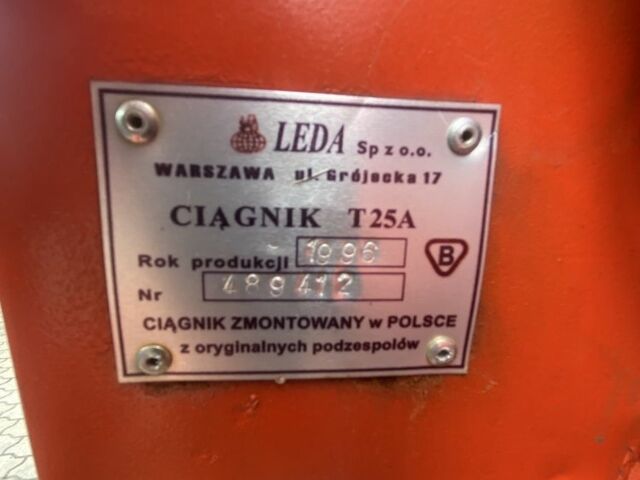 LEDA Sp z o.o.
WARSZAWA ul. Grójecka 17
CIĄGNIK T25A
Rok produkcji 1996
B
Nr 489412
CIĄGNIK ZMONTOWANY w POLSCE
z oryginalnych podzespołów